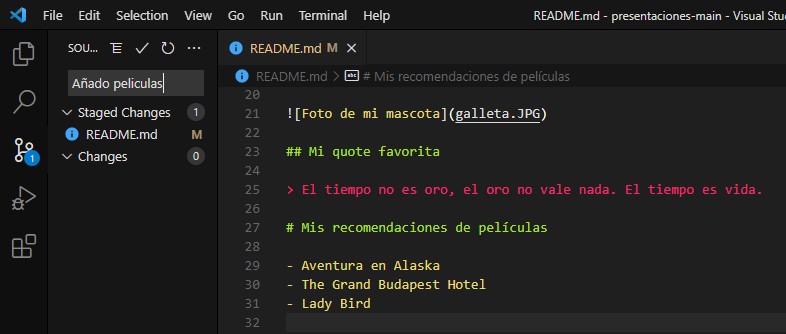 File Edit Selection View Go Run Terminal Help README.md - presentaciones-main - Visual Stu
SOU...
README.md M
README.md > # Mis recomendaciones de películas
Añado peliculas
Staged Changes 1
README.md M
Changes 0
1
20
21 ![Foto de mi mascota](galleta.JPG)
22
23 ## Mi quote favorita
24
25 > El tiempo no es oro, el oro no vale nada. El tiempo es vida.
26
27 # Mis recomendaciones de películas
28
29 - Aventura en Alaska
30 - The Grand Budapest Hotel
31 - Lady Bird
32